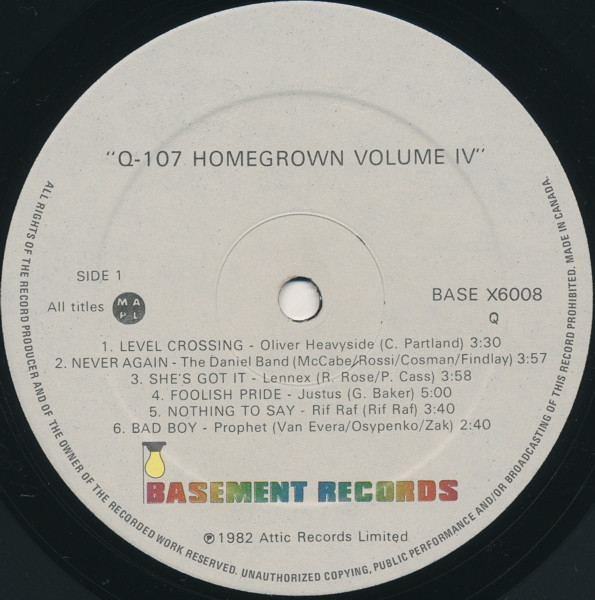 "Q-107 HOMEGROWN VOLUME IV"
SIDE 1
All titles
M A
P L
BASE X6008
Q
1. LEVEL CROSSING - Oliver Heavyside (C. Partland) 3:30
2. NEVER AGAIN - The Daniel Band (McCabe/Rossi/Cosman/Findlay) 3:57
3. SHE'S GOT IT - Lennex (R. Rose/P. Cass) 3:58
4. FOOLISH PRIDE - Justus (G. Baker) 5:00
5. NOTHING TO SAY - Rif Raf (Rif Raf) 3:40
6. BAD BOY - Prophet (Van Evera/Osypenko/Zak) 2:40
BASEMENT RECORDS
℗ 1982 Attic Records Limited
ALL RIGHTS OF THE RECORD PRODUCER AND OF THE OWNER OF THE RECORDED WORK RESERVED. UNAUTHORIZED COPYING, PUBLIC PERFORMANCE AND/OR BROADCASTING OF THIS RECORD PROHIBITED. MADE IN CANADA.